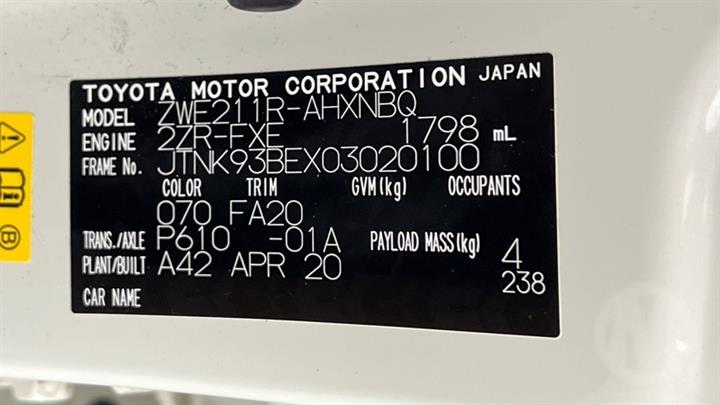 TOYOTA MOTOR CORPORATION JAPAN
MODEL ZWE211R-AHXNBQ
ENGINE 2ZR-FXE 1798 mL
FRAME No. JTNK93BEX03020100
COLOR TRIM GVM(kg) OCCUPANTS
070 FA20
TRANS./AXLE P610 -01A PAYLOAD MASS(kg) 4
PLANT/BUILT A42 APR 20 238
CAR NAME